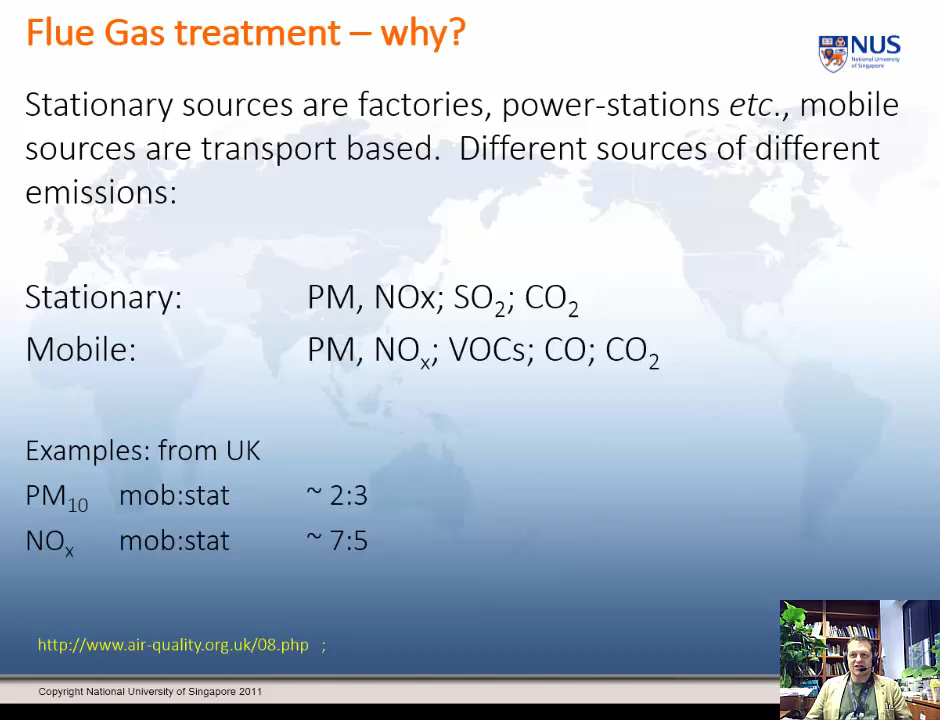 Flue Gas treatment – why?
NUS
National University
of Singapore
Stationary sources are factories, power-stations etc., mobile
sources are transport based.  Different sources of different
emissions:
Stationary: PM, NOx; SO₂; CO₂
Mobile: PM, NOₓ; VOCs; CO; CO₂
Examples: from UK
PM₁₀ mob:stat ~ 2:3
NOₓ mob:stat ~ 7:5
http://www.air-quality.org.uk/08.php ;
Copyright National University of Singapore 2011